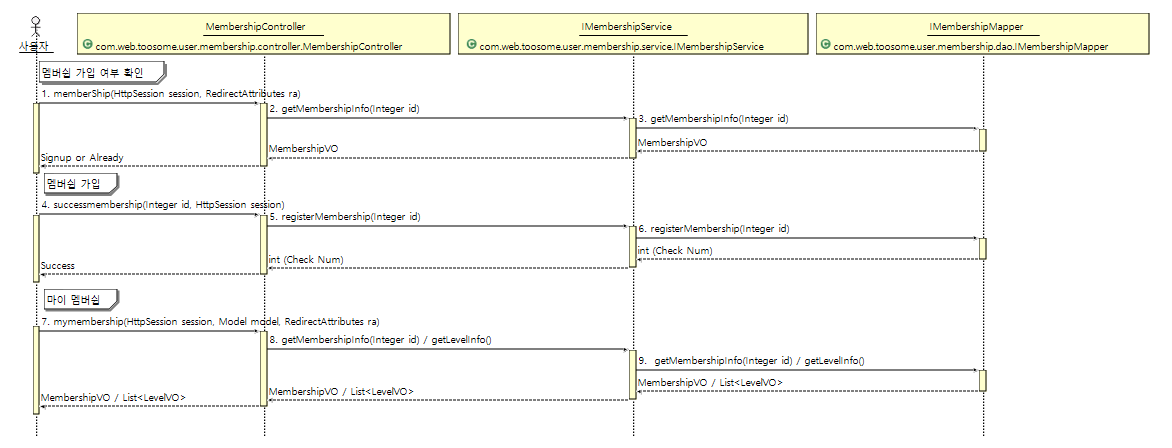 사용자
MembershipController
com.web.toosome.user.membership.controller.MembershipController
IMembershipService
com.web.toosome.user.membership.service.IMembershipService
IMembershipMapper
com.web.toosome.user.membership.dao.IMembershipMapper
멤버쉽 가입 여부 확인
1. memberShip(HttpSession session, RedirectAttributes ra)
2. getMembershipInfo(Integer id)
3. getMembershipInfo(Integer id)
MembershipVO
MembershipVO
Signup or Already
멤버쉽 가입
4. successmembership(Integer id, HttpSession session)
5. registerMembership(Integer id)
6. registerMembership(Integer id)
int (Check Num)
int (Check Num)
Success
마이 멤버쉽
7. mymembership(HttpSession session, Model model, RedirectAttributes ra)
8. getMembershipInfo(Integer id) / getLevelInfo()
9. getMembershipInfo(Integer id) / getLevelInfo()
MembershipVO / List<LevelVO>
MembershipVO / List<LevelVO>
MembershipVO / List<LevelVO>